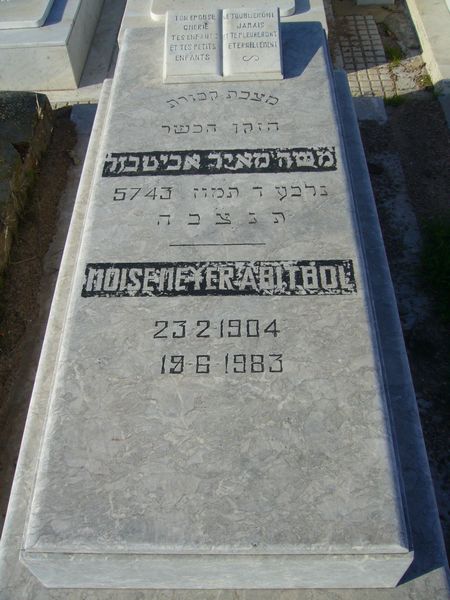 TON EPOUSE
CHERIE
TES ENFANTS
ET TES PETITS
ENFANTS
NE T'OUBLIERONT
JAMAIS
ET TE PLEURERONT
ETERNELLEMENT
מצבת קבורת
הזקן הכשר
משה מאיר אביטבול
נלבע ד תמוז 5743
תנצבה
MOISE MEYER ABITBOL
23 2 1904
19-6-1983